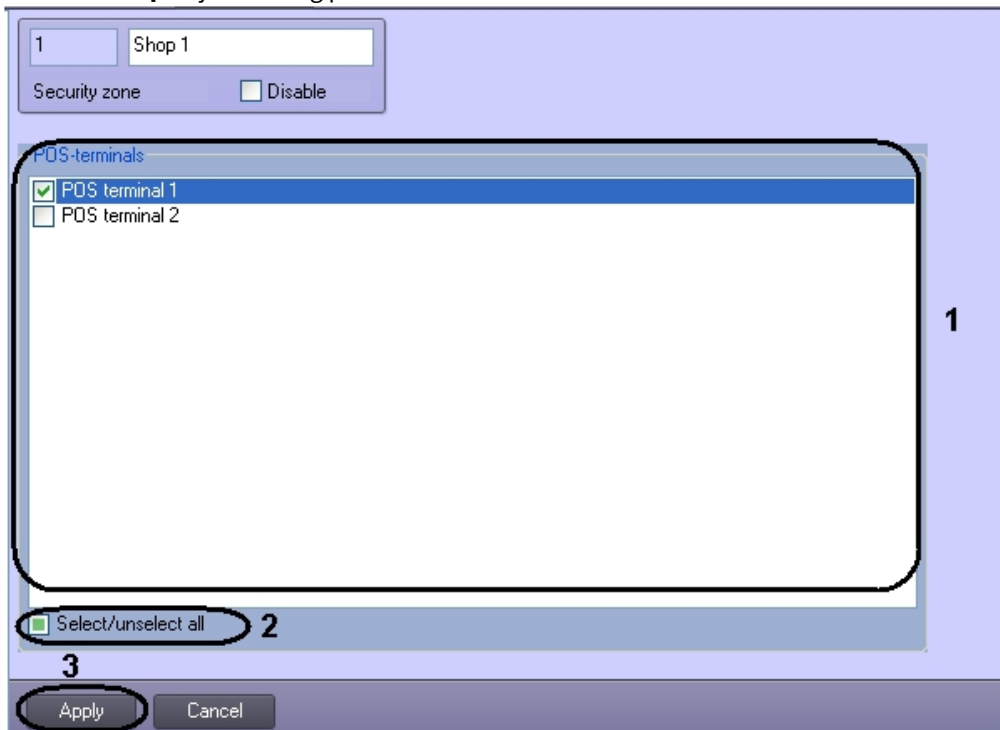 1 Shop 1
Security zone Disable
POS-terminals
POS terminal 1
POS terminal 2
1
Select/unselect all 2
3
Apply Cancel